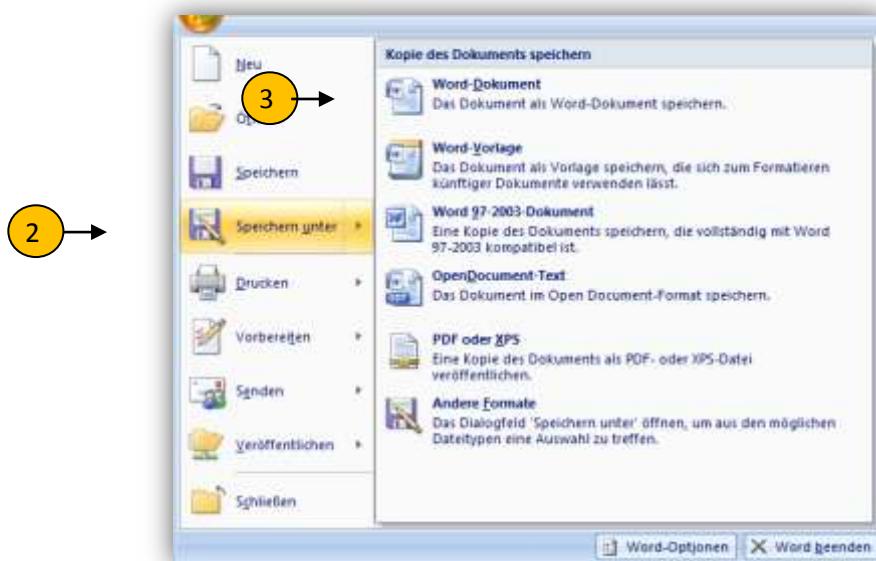 Neu
3
2
Speichern
Speichern unter
Drucken
Vorbereiten
Senden
Veröffentlichen
Schließen
Kopie des Dokuments speichern
Word-Dokument
Das Dokument als Word-Dokument speichern.
Word-Vorlage
Das Dokument als Vorlage speichern, die sich zum Formatieren
künftiger Dokumente verwenden lässt.
Word 97-2003-Dokument
Eine Kopie des Dokuments speichern, die vollständig mit Word
97-2003 kompatibel ist.
OpenDocument-Text
Das Dokument im Open Document-Format speichern.
PDF oder XPS
Eine Kopie des Dokuments als PDF- oder XPS-Datei
veröffentlichen.
Andere Formate
Das Dialogfeld 'Speichern unter' öffnen, um aus den möglichen
Dateitypen eine Auswahl zu treffen.
Word-Optionen
Word beenden